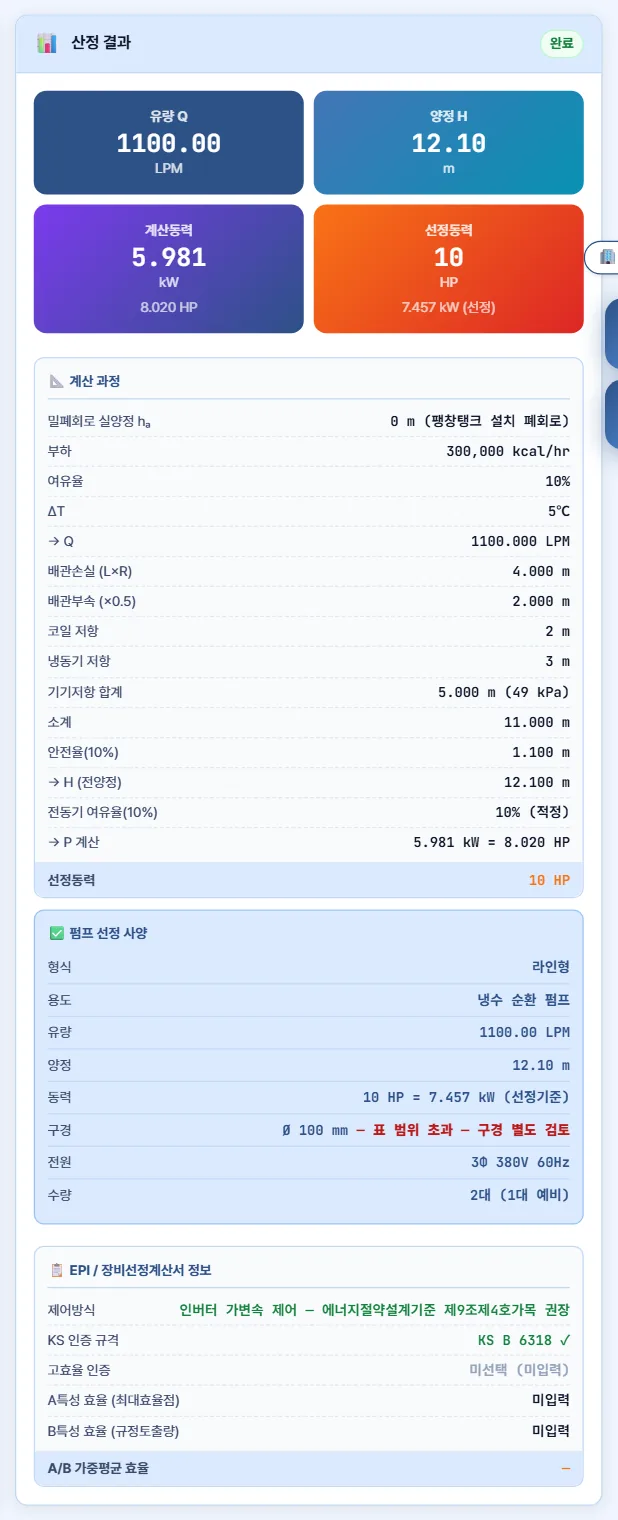 산정 결과
완료
유량 Q
1100.00
LPM
양정 H
12.10
m
계산동력
5.981
kW
8.020 HP
선정동력
10
HP
7.457 kW (선정)
계산 과정
밀폐회로 실양정 hₐ 0 m (팽창탱크 설치 폐회로)
부하 300,000 kcal/hr
여유율 10%
ΔT 5℃
→ Q 1100.000 LPM
배관손실 (L×R) 4.000 m
배관부속 (×0.5) 2.000 m
코일 저항 2 m
냉동기 저항 3 m
기기저항 합계 5.000 m (49 kPa)
소계 11.000 m
안전율(10%) 1.100 m
→ H (전양정) 12.100 m
전동기 여유율(10%) 10% (적정)
→ P 계산 5.981 kW = 8.020 HP
선정동력 10 HP
펌프 선정 사양
형식 라인형
용도 냉수 순환 펌프
유량 1100.00 LPM
양정 12.10 m
동력 10 HP = 7.457 kW (선정기준)
구경 Ø 100 mm — 표 범위 초과 — 구경 별도 검토
전원 3Φ 380V 60Hz
수량 2대 (1대 예비)
EPI / 장비선정계산서 정보
제어방식 인버터 가변속 제어 — 에너지절약설계기준 제9조제4호가목 권장
KS 인증 규격 KS B 6318 ✓
고효율 인증 미선택 (미입력)
A특성 효율 (최대효율점) 미입력
B특성 효율 (규정토출량) 미입력
A/B 가중평균 효율 —